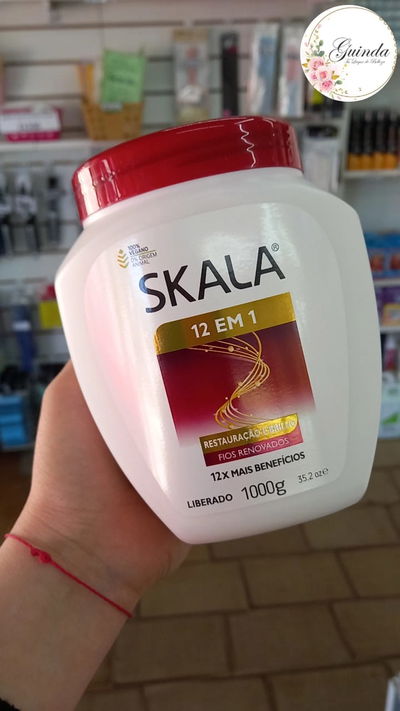 Guinda
100%
VEGANO
0% ORIGEM
ANIMAL
SKALA®
12 EM 1
RESTAURAÇÃO
FIOS RENOVADOS
12X MAIS BENEFÍCIOS
LIBERADO 1000g 35.2 oz e